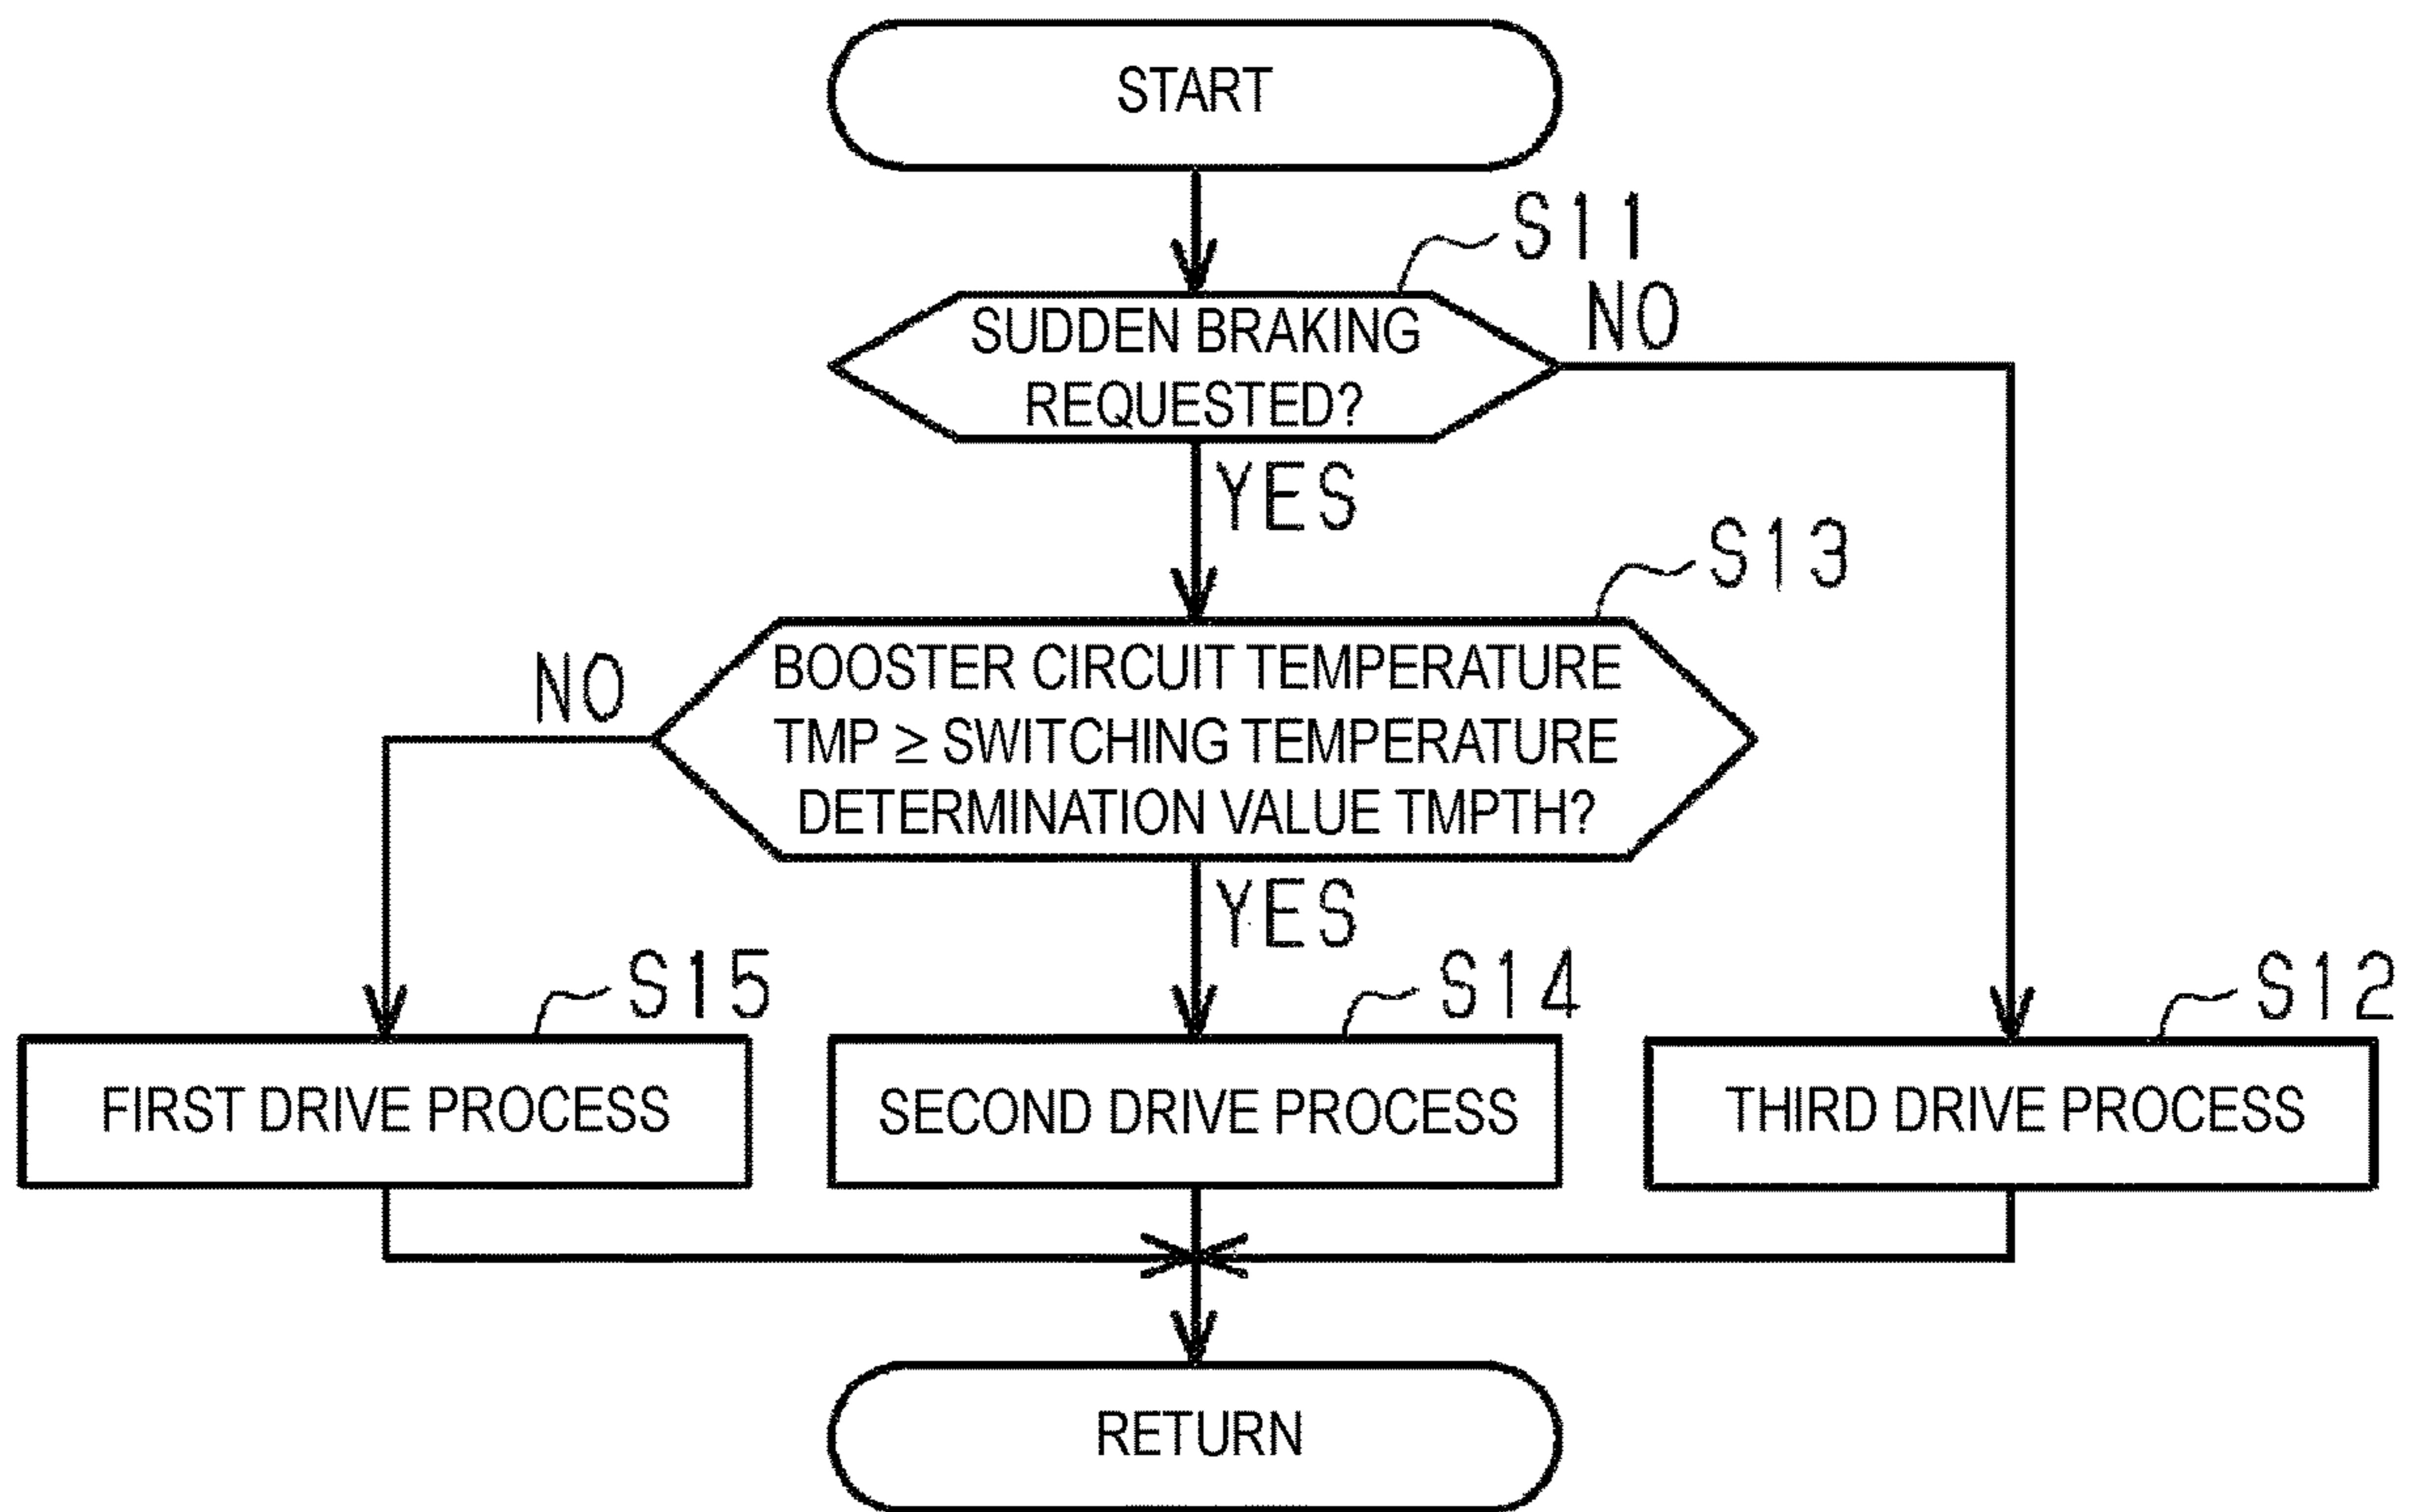 START
S11
SUDDEN BRAKING
REQUESTED?
NO
YES
S13
BOOSTER CIRCUIT TEMPERATURE
TMP ≥ SWITCHING TEMPERATURE
DETERMINATION VALUE TMPTH?
NO
YES
S15
S14
S12
FIRST DRIVE PROCESS
SECOND DRIVE PROCESS
THIRD DRIVE PROCESS
RETURN